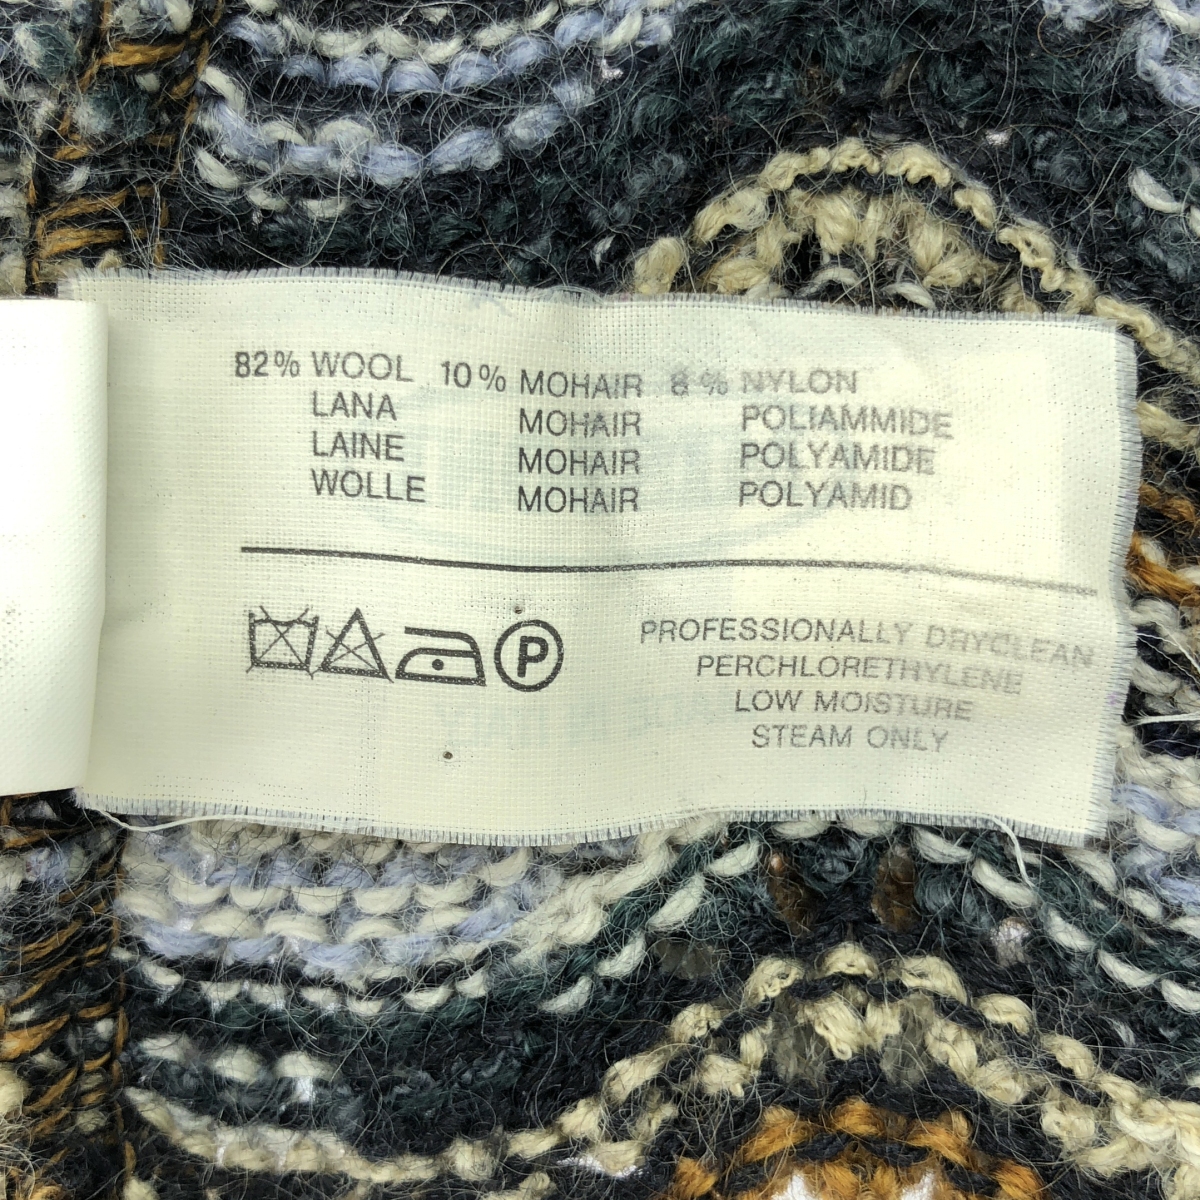 82% WOOL 10% MOHAIR 8% NYLON
LANA MOHAIR POLIAMMIDE
LAINE MOHAIR POLYAMIDE
WOLLE MOHAIR POLYAMID
P
PROFESSIONALLY DRYCLEAN
PERCHLORETHYLENE
LOW MOISTURE
STEAM ONLY